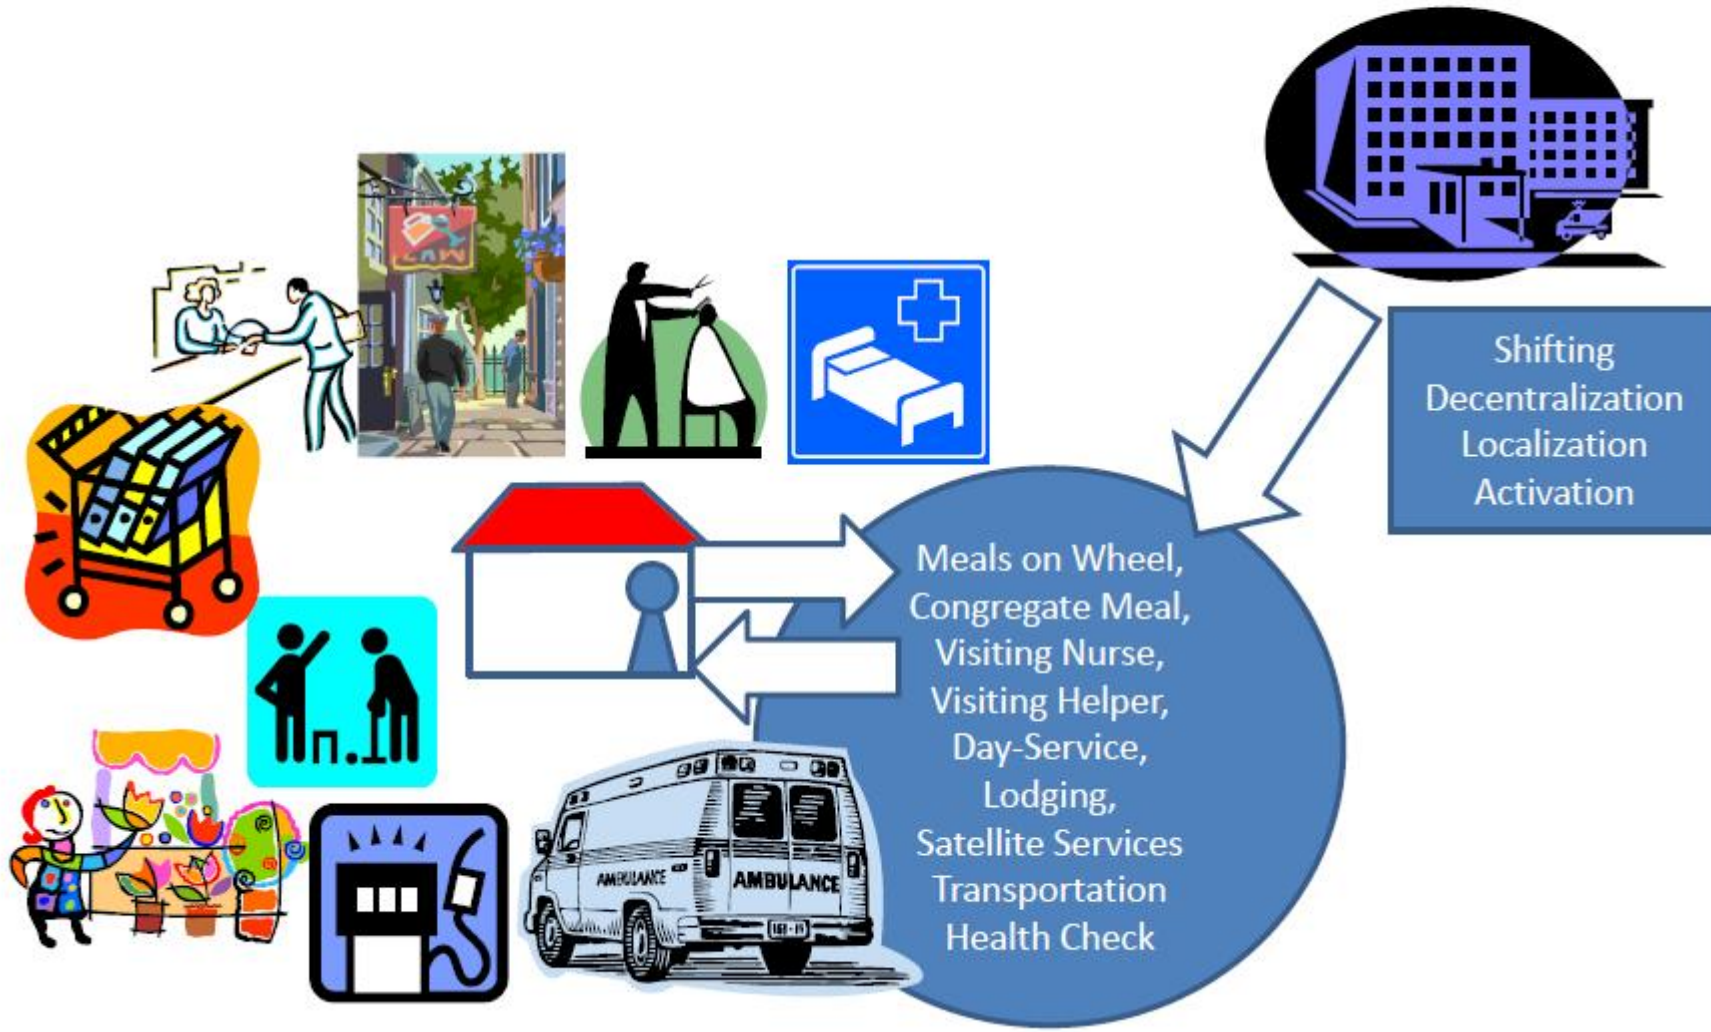 Shifting
Decentralization
Localization
Activation
Meals on Wheel,
Congregate Meal,
Visiting Nurse,
Visiting Helper,
Day-Service,
Lodging,
Satellite Services
Transportation
Health Check
AMBULANCE
AMBULANCE